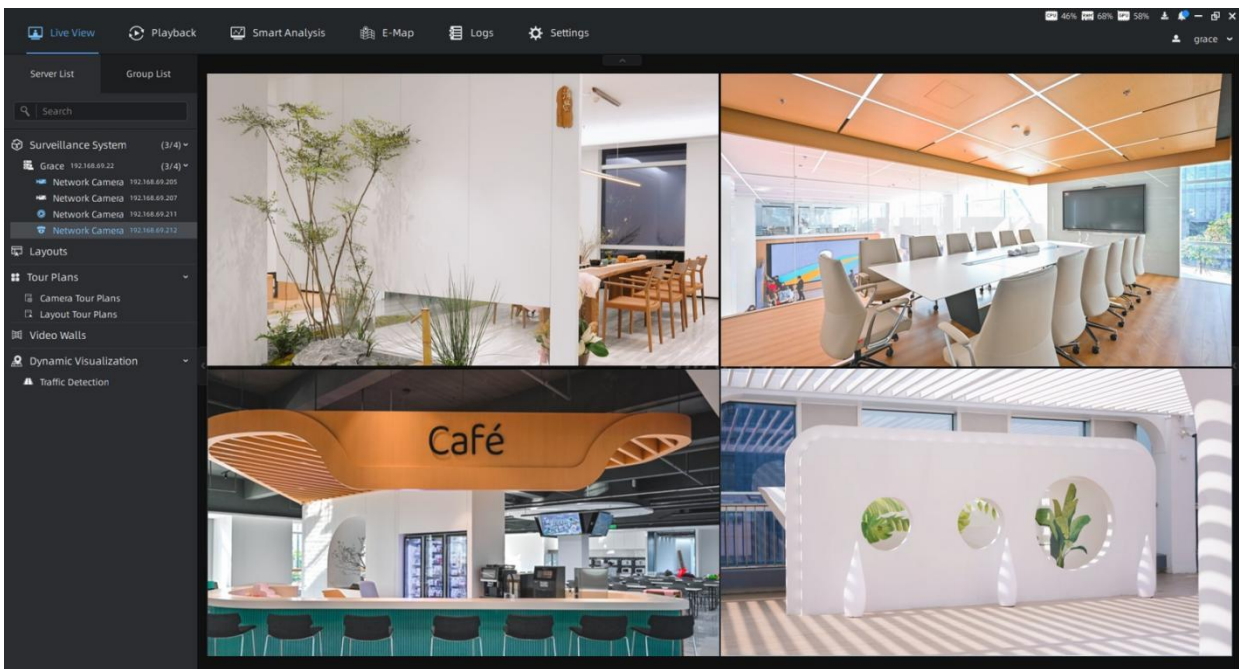 CPU 46% RAM 68% GPU 58%
Live View Playback Smart Analysis E-Map Logs Settings
grace
Server List Group List
Search
Surveillance System (3/4)
Grace 192.168.69.22 (3/4)
Network Camera 192.168.69.205
Network Camera 192.168.69.207
Network Camera 192.168.69.211
Network Camera 192.168.69.212
Layouts
Tour Plans
Camera Tour Plans
Layout Tour Plans
Video Walls
Dynamic Visualization
Traffic Detection
Café